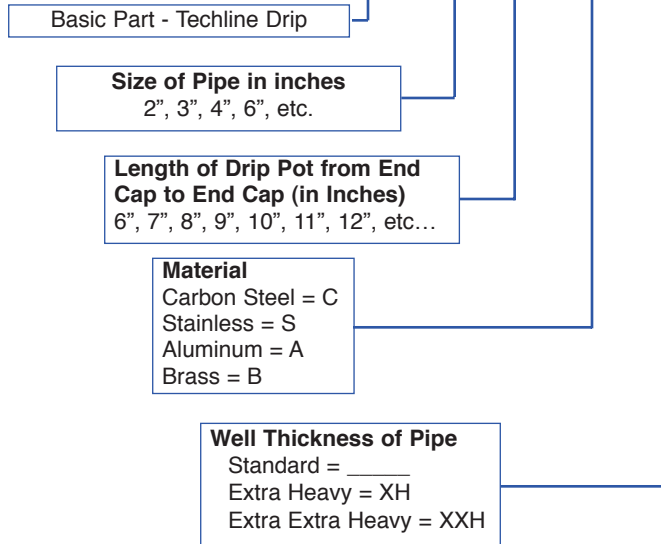 Basic Part - Techline Drip
Size of Pipe in inches
2”, 3”, 4”, 6”, etc.
Length of Drip Pot from End
Cap to End Cap (in Inches)
6”, 7”, 8”, 9”, 10”, 11”, 12”, etc…
Material
Carbon Steel = C
Stainless = S
Aluminum = A
Brass = B
Well Thickness of Pipe
Standard = _____
Extra Heavy = XH
Extra Extra Heavy = XXH